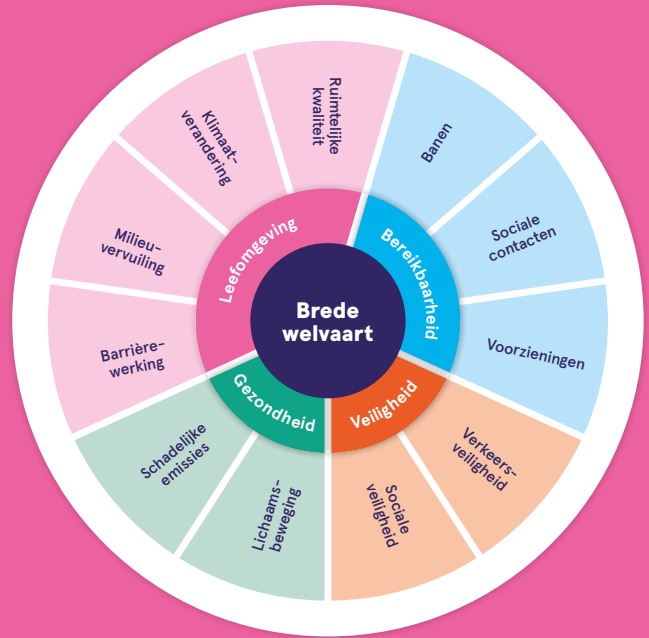 Brede
welvaart
Leefomgeving
Bereikbaarheid
Veiligheid
Gezondheid
Ruimtelijke
kwaliteit
Banen
Sociale
contacten
Voorzieningen
Verkeers-
veiligheid
Sociale
veiligheid
Lichaams-
beweging
Schadelijke
emissies
Barrière-
werking
Milieu-
vervuiling
Klimaat-
verandering